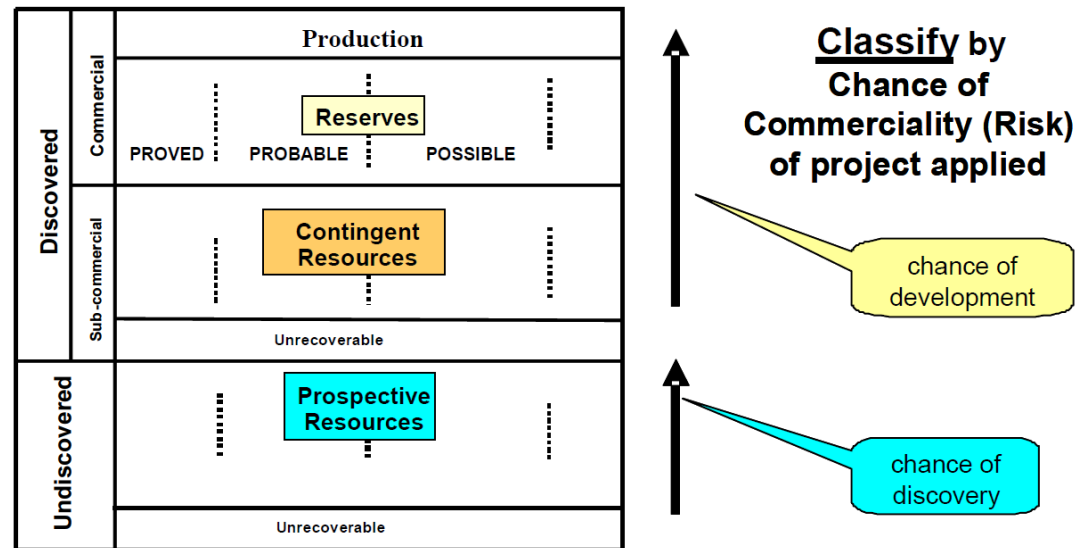 Production
Discovered
Commercial
Reserves
PROVED PROBABLE POSSIBLE
Sub-commercial
Contingent
Resources
Unrecoverable
Undiscovered
Prospective
Resources
Unrecoverable
Classify by
Chance of
Commerciality (Risk)
of project applied
chance of
development
chance of
discovery